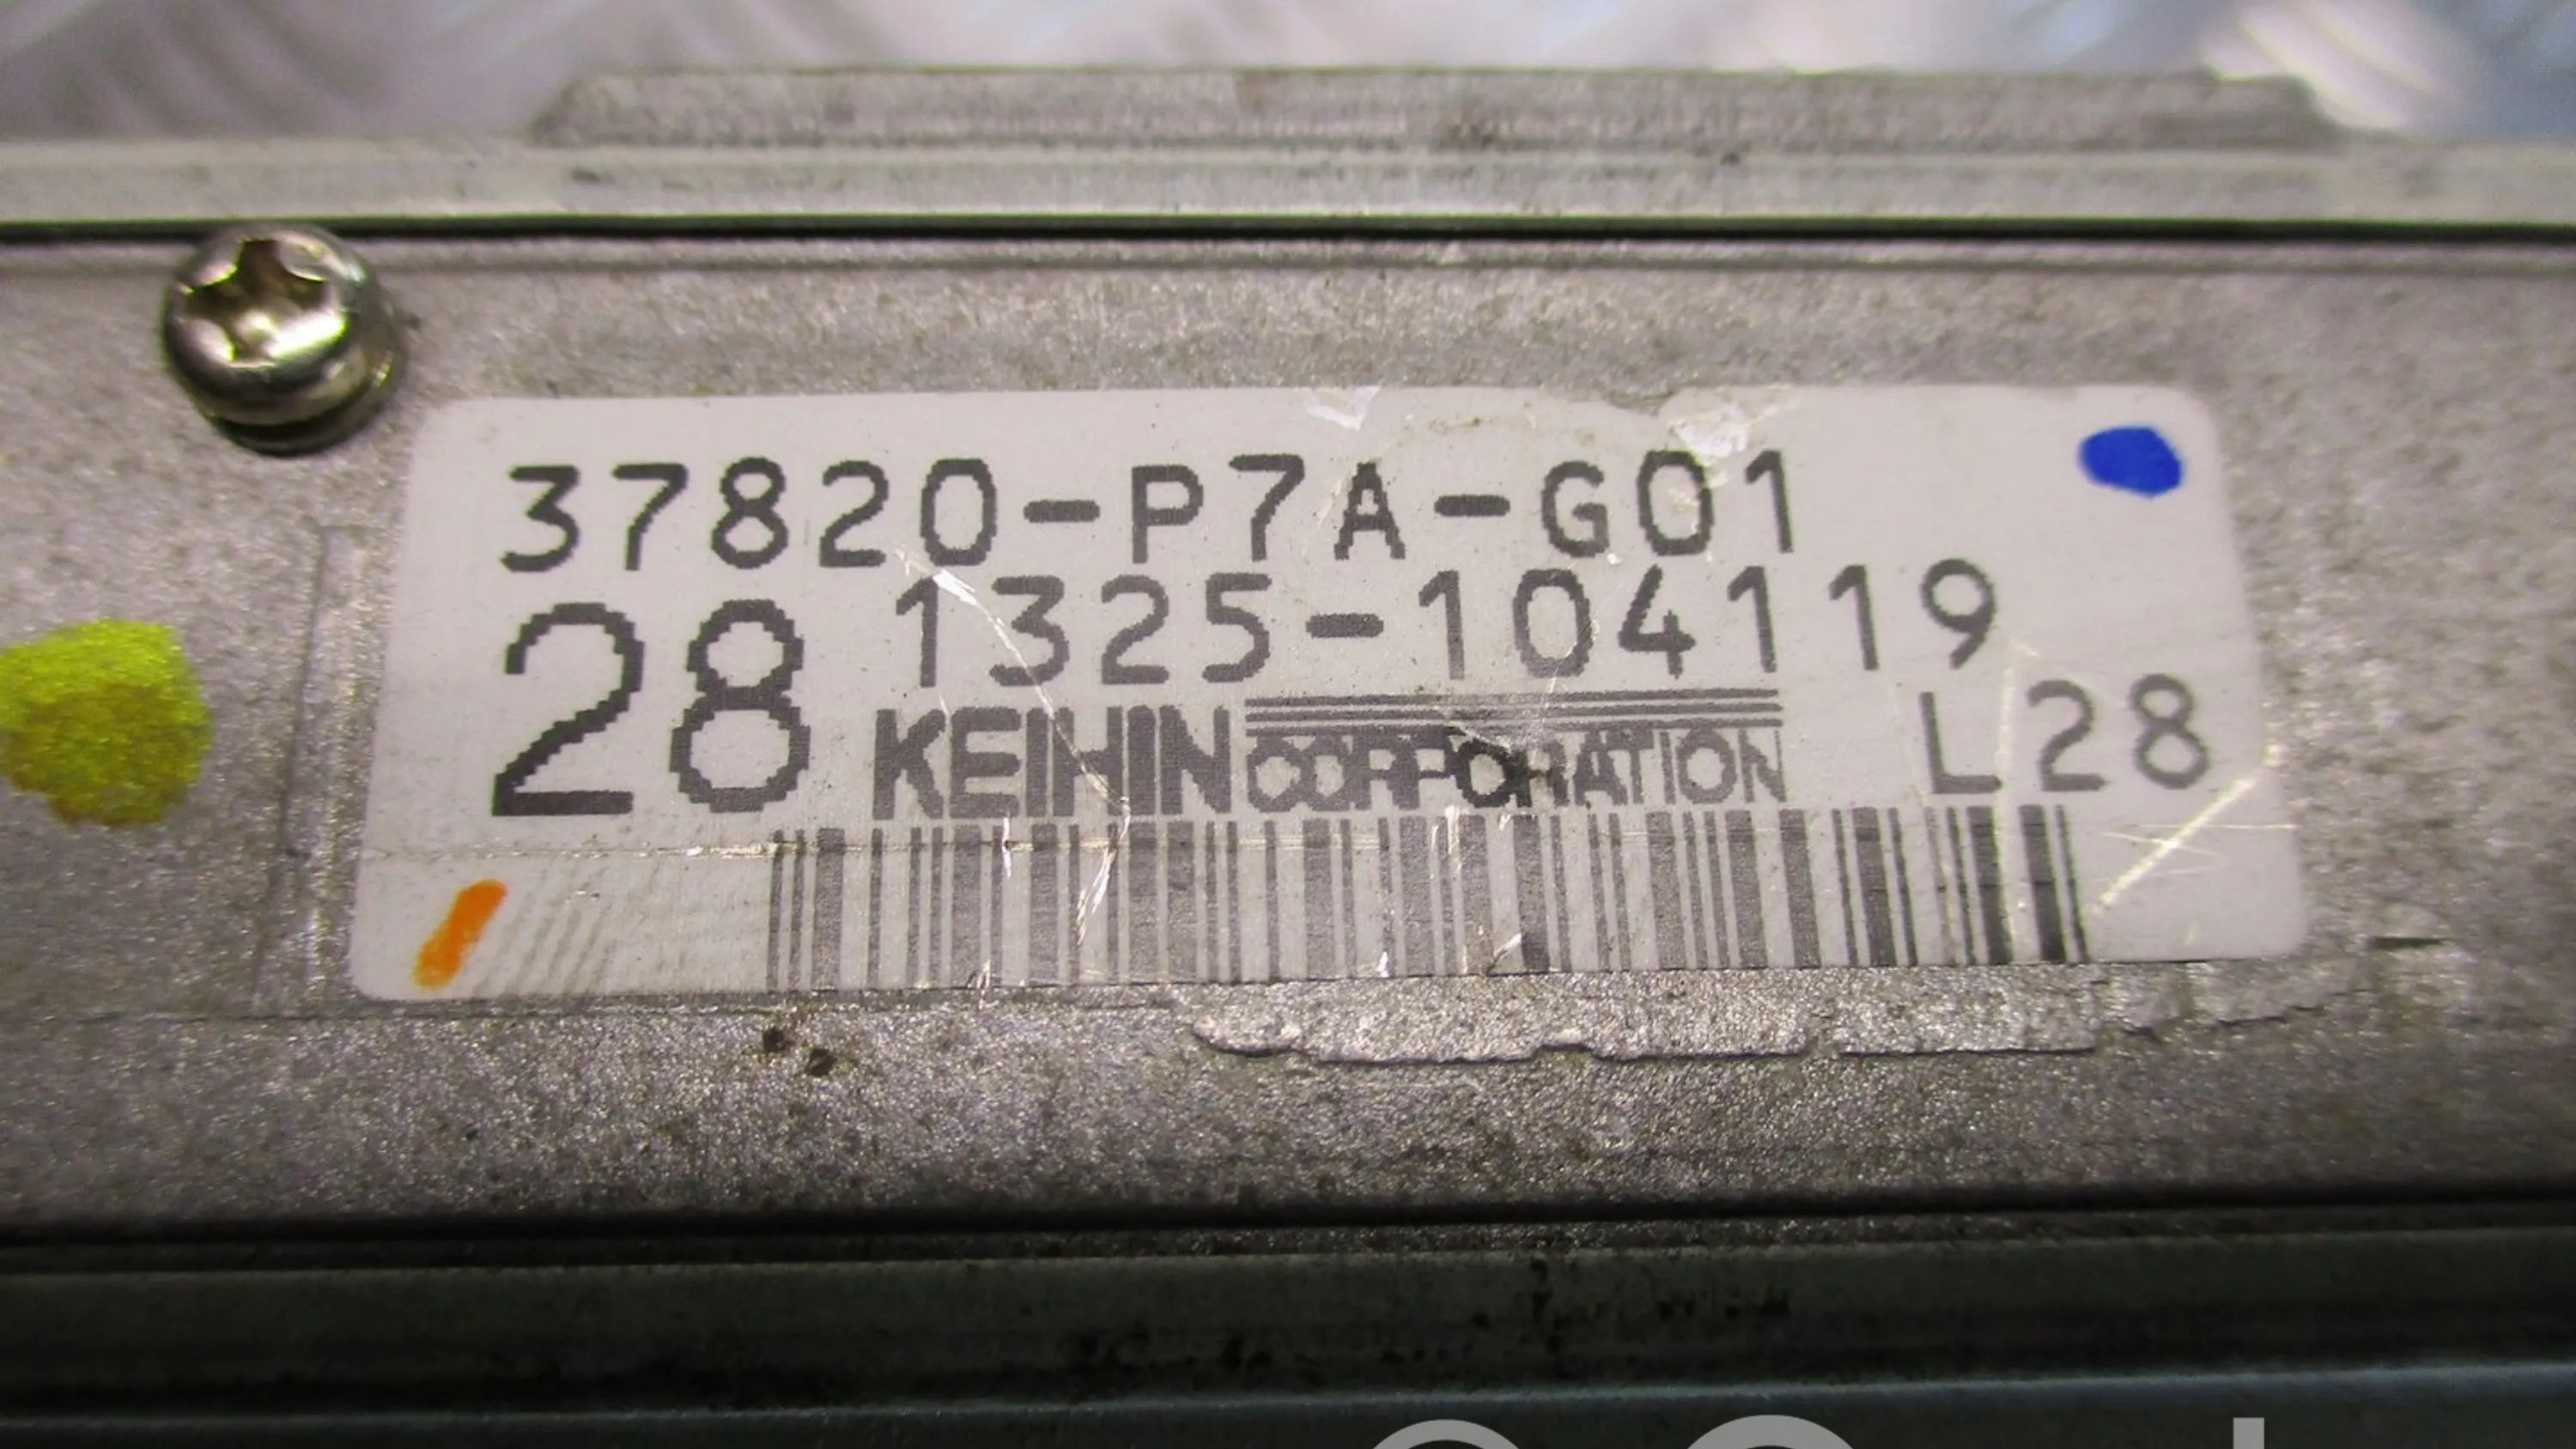 37820-P7A-G01
28 1325-104119
KEIHIN CORPORATION L28